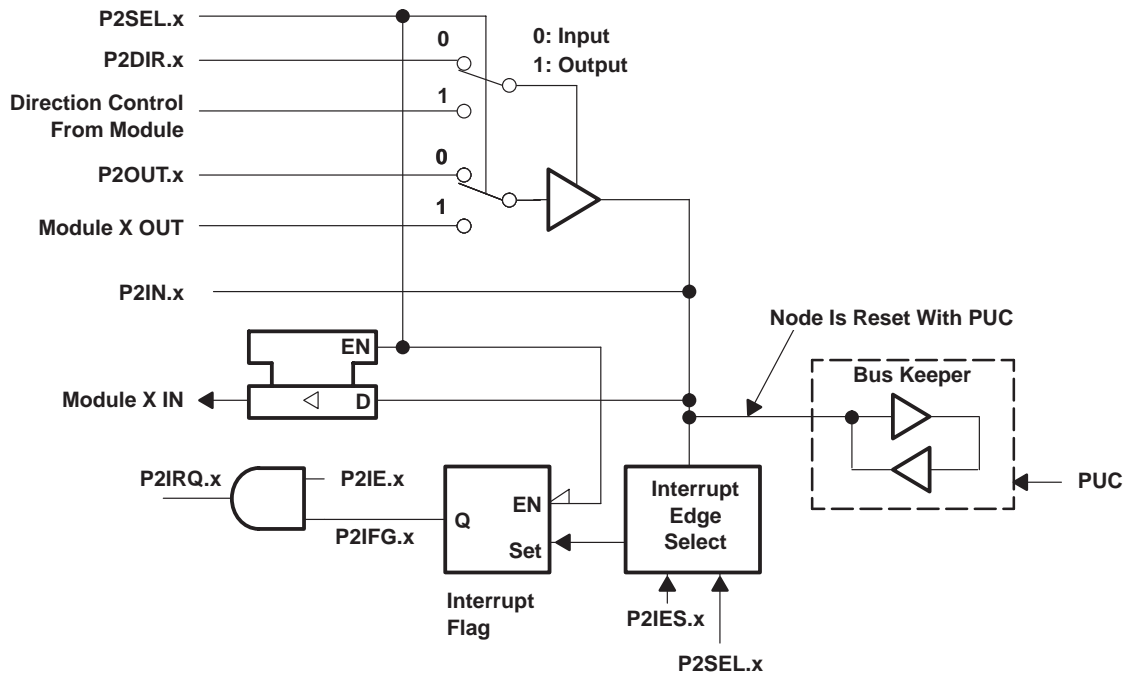 P2SEL.x
0
0: Input
1: Output
P2DIR.x
Direction Control
From Module
1
0
P2OUT.x
1
Module X OUT
P2IN.x
Node Is Reset With PUC
EN
Bus Keeper
Module X IN
D
P2IRQ.x
P2IE.x
PUC
Interrupt
Edge
Select
EN
Q
P2IFG.x
Set
Interrupt
Flag
P2IES.x
P2SEL.x